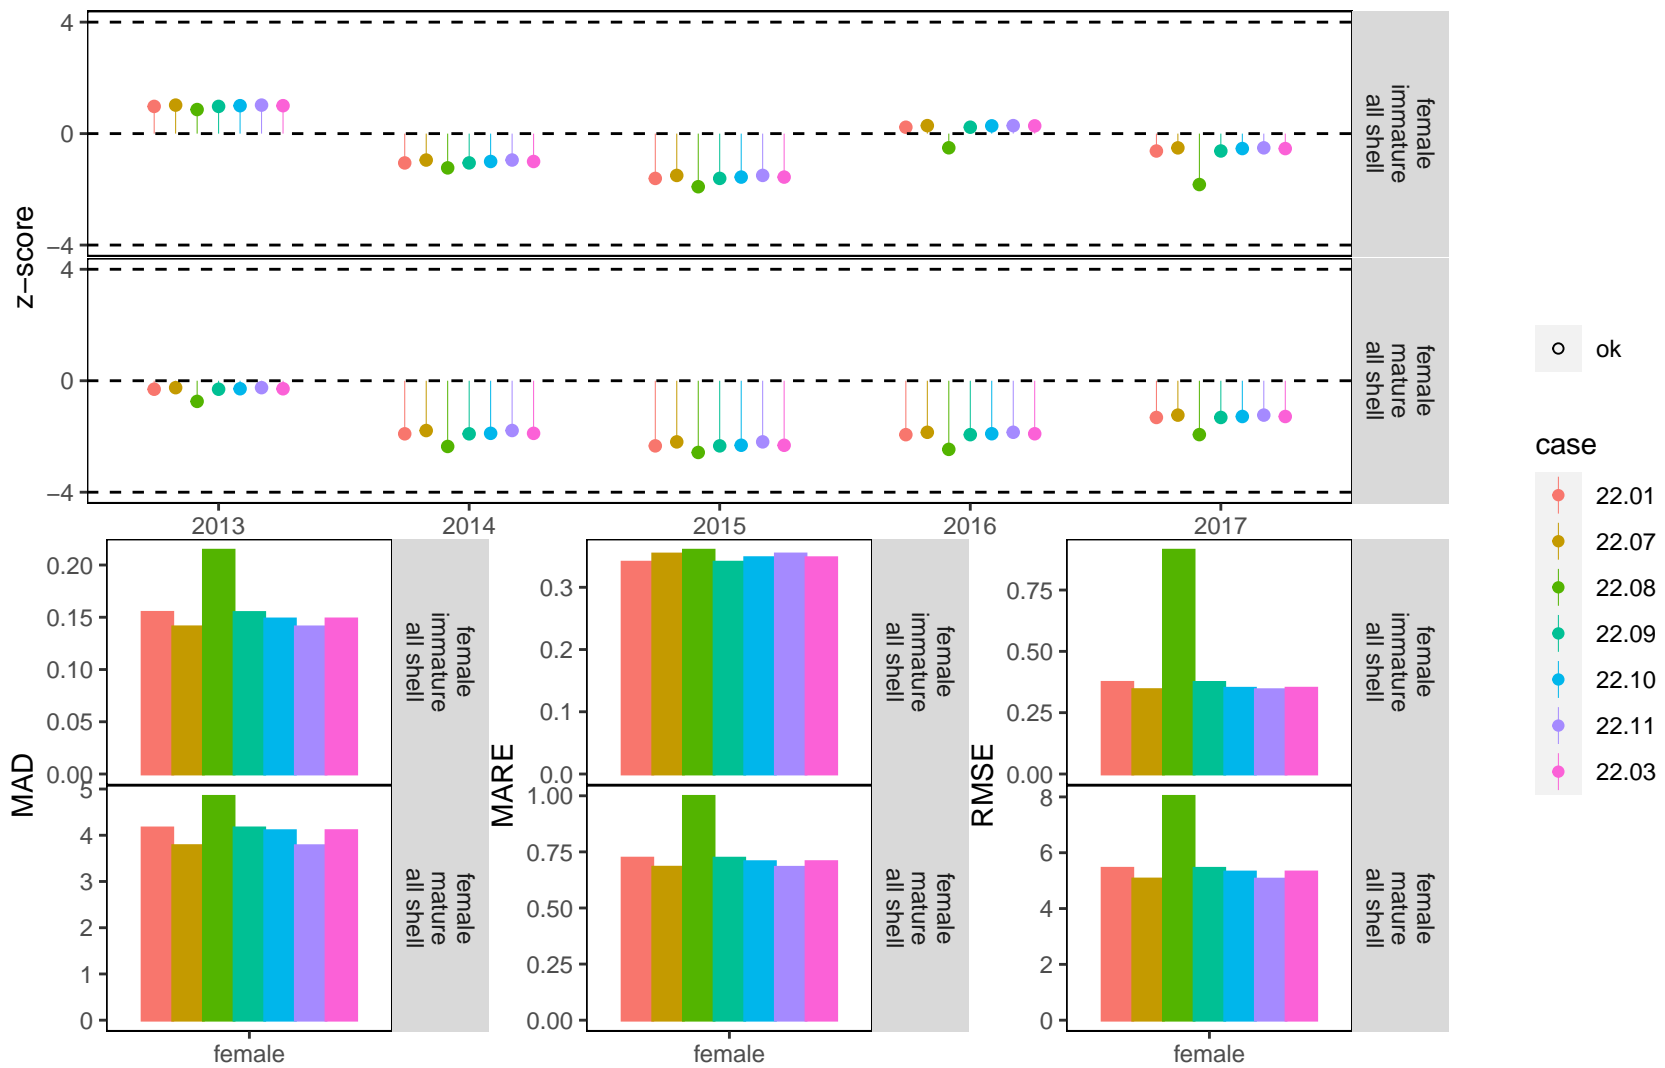 z−score
4
0
−4
female
immature
all shell
4
0
−4
female
mature
all shell
2013
2014
2015
2016
2017
MAD
0.20
0.15
0.10
0.05
0.00
female
immature
all shell
5
4
3
2
1
0
female
mature
all shell
female
MARE
0.3
0.2
0.1
0.0
female
immature
all shell
1.00
0.75
0.50
0.25
0.00
female
mature
all shell
female
RMSE
0.75
0.50
0.25
0.00
female
immature
all shell
8
6
4
2
0
female
mature
all shell
female
ok
case
22.01
22.07
22.08
22.09
22.10
22.11
22.03